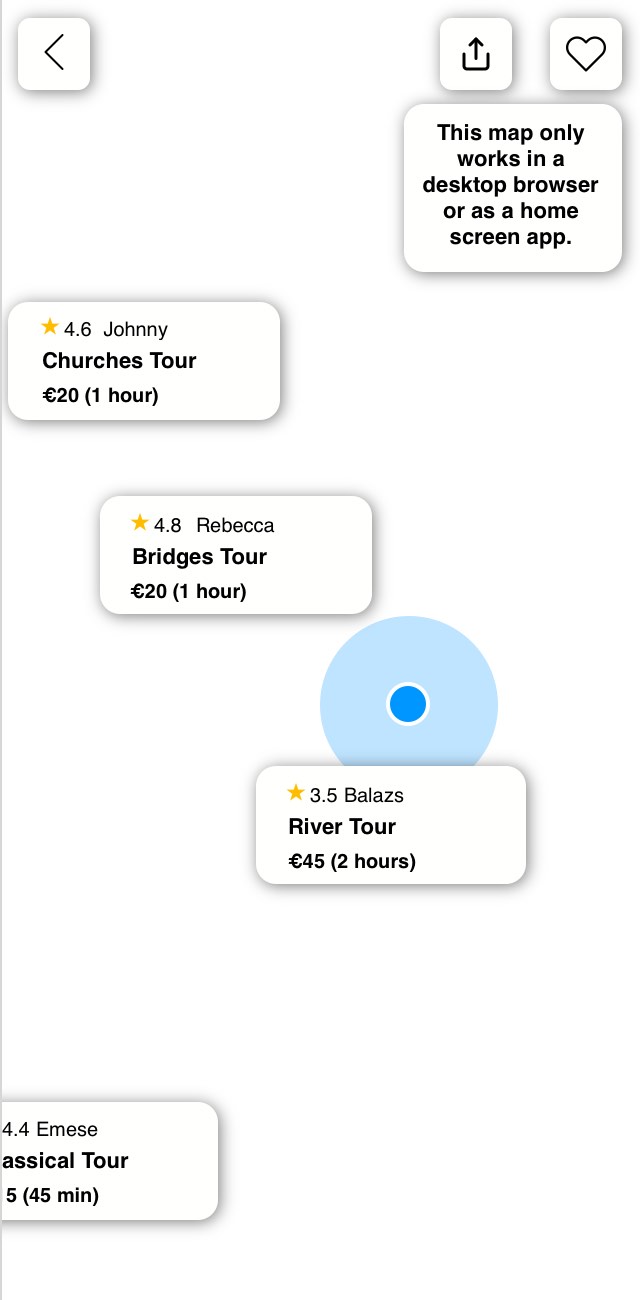 This map only
works in a
desktop browser
or as a home
screen app.
4.6 Johnny
Churches Tour
€20 (1 hour)
4.8 Rebecca
Bridges Tour
€20 (1 hour)
3.5 Balazs
River Tour
€45 (2 hours)
4.4 Emese
assical Tour
5 (45 min)